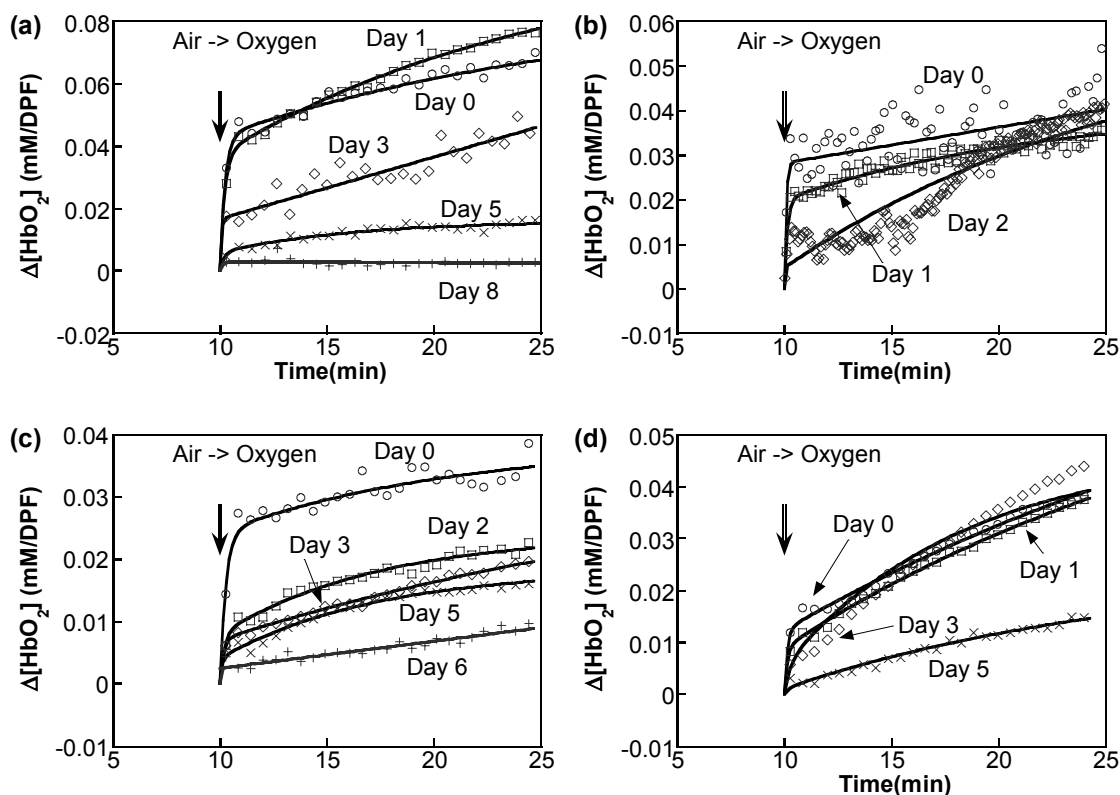 (a)
Air -> Oxygen
Day 1
Day 0
Day 3
Day 5
Day 8
Δ[HbO2] (mM/DPF)
0.08
0.06
0.04
0.02
0
-0.02
5
10
15
20
25
Time(min)
(b)
Air -> Oxygen
Day 0
Day 2
Day 1
Δ[HbO2] (mM/DPF)
0.06
0.05
0.04
0.03
0.02
0.01
0
-0.01
5
10
15
20
25
Time(min)
(c)
Air -> Oxygen
Day 0
Day 2
Day 3
Day 5
Day 6
Δ[HbO2] (mM/DPF)
0.04
0.03
0.02
0.01
0
-0.01
5
10
15
20
25
(d)
Air -> Oxygen
Day 0
Day 1
Day 3
Day 5
Δ[HbO2] (mM/DPF)
0.05
0.04
0.03
0.02
0.01
0.00
-0.01
5
10
15
20
25
Time(min)